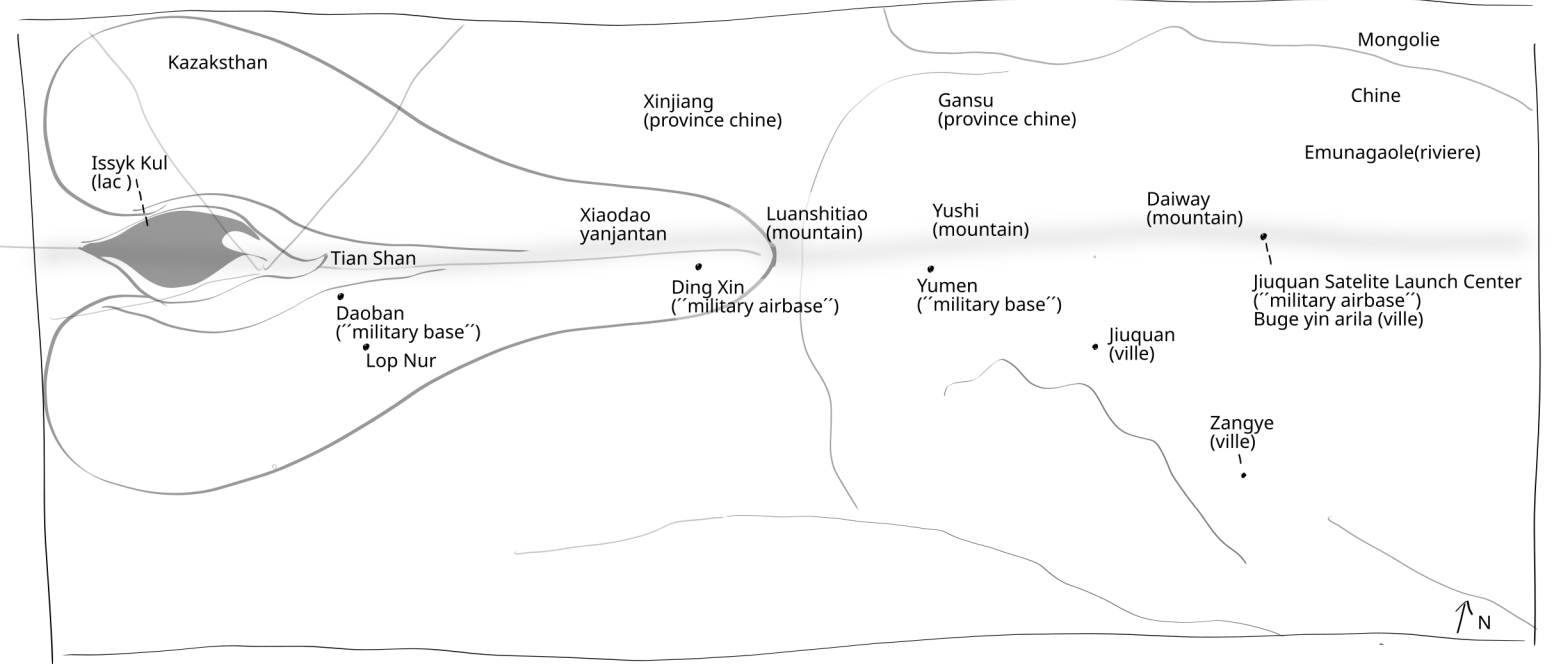 Mongolie
Kazaksthan
Chine
Xinjiang
(province chine)
Gansu
(province chine)
Emunagaole(riviere)
Issyk Kul
(lac )
Xiaodao
yanjantan
Luanshitiao
(mountain)
Yushi
(mountain)
Daiway
(mountain)
Tian Shan
Ding Xin
(´´military airbase´´)
Yumen
(´´military base´´)
Jiuquan Satelite Launch Center
(´´military airbase´´)
Buge yin arila (ville)
Daoban
(´´military base´´)
Lop Nur
Jiuquan
(ville)
Zangye
(ville)
N